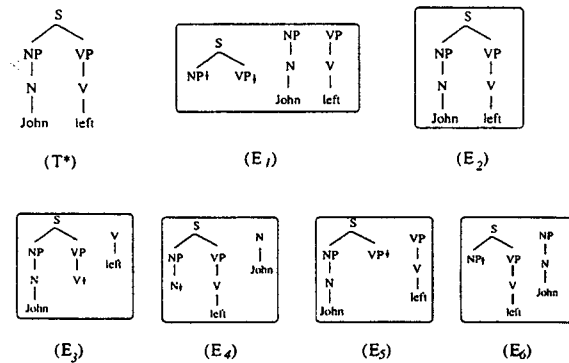 S
NP VP
N V
John left
(T*)
S
NP↓ VP↓
NP VP
N V
John left
(E1)
S
NP VP
N V
John left
(E2)
S
NP VP
N V↓
John
V
left
(E3)
S
NP VP
N↓ V
left
N
John
(E4)
S
NP VP↓
N
John
VP
V
left
(E5)
S
NP↓ VP
V
left
NP
N
John
(E6)